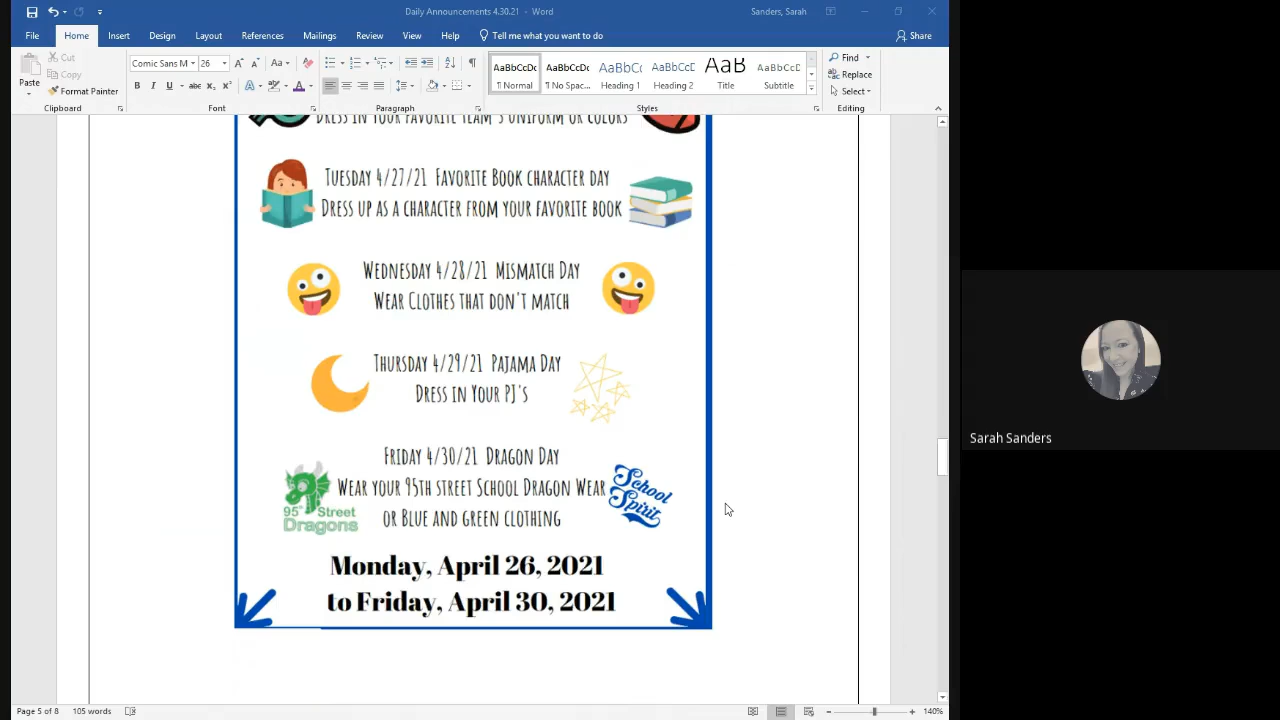 Daily Announcements 4.30.21 - Word
Sanders, Sarah
File Home Insert Design Layout References Mailings Review View Help Tell me what you want to do Share
Cut
Copy
Format Painter
Paste
Clipboard
Comic Sans M 26
Font
Paragraph
AaBbCcDc AaBbCcDc AaBbC AaBbCcD AaB AaBbCcD
¶ Normal ¶ No Spac... Heading 1 Heading 2 Title Subtitle
Styles
Find
Replace
Select
Editing
DRESS IN YOUR FAVORITE TEAM'S UNIFORM OR COLORS
TUESDAY 4/27/21 FAVORITE BOOK CHARACTER DAY
DRESS UP AS A CHARACTER FROM YOUR FAVORITE BOOK
WEDNESDAY 4/28/21 MISMATCH DAY
WEAR CLOTHES THAT DON'T MATCH
THURSDAY 4/29/21 PAJAMA DAY
DRESS IN YOUR PJ'S
FRIDAY 4/30/21 DRAGON DAY
WEAR YOUR 95TH STREET SCHOOL DRAGON WEAR
OR BLUE AND GREEN CLOTHING
95th Street
Dragons
School
Spirit
Monday, April 26, 2021
to Friday, April 30, 2021
Sarah Sanders
Page 5 of 8 105 words
140%